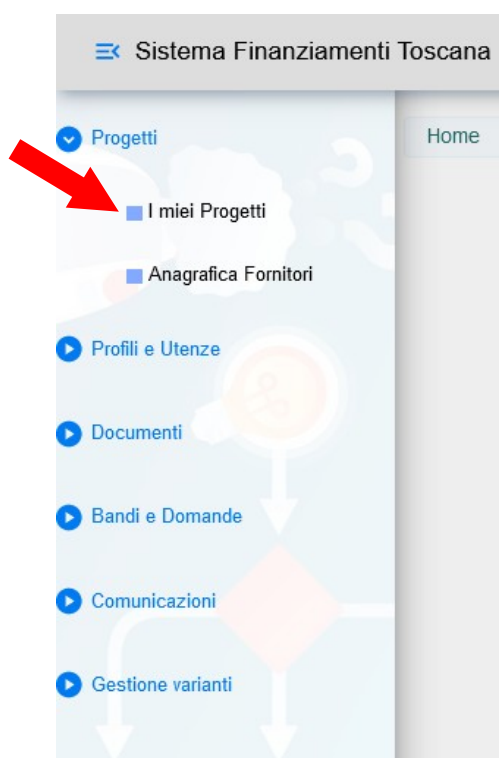 Sistema Finanziamenti Toscana
Home
Progetti
I miei Progetti
Anagrafica Fornitori
Profili e Utenze
Documenti
Bandi e Domande
Comunicazioni
Gestione varianti